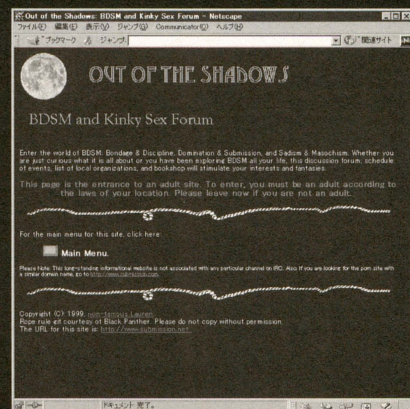 Out of the Shadows: BDSM and Kinky Sex Forum - Netscape
ファイル(F) 編集(E) 表示(V) ジャンプ(G) Communicator(C) ヘルプ(H)
ブックマーク ジャンプ: 関連サイト
OUT OF THE SHADOWS
BDSM and Kinky Sex Forum
Enter the world of BDSM: Bondage & Discipline, Domination & Submission, and Sadism & Masochism. Whether you
are just curious what it is all about or you have been exploring BDSM all your life, this discussion forum, schedule
of events, list of local organizations, and bookshop will stimulate your interests and fantasies.
This page is the entrance to an adult site. To enter, you must be an adult according to
the laws of your location. Please leave now if you are not an adult.
For the main menu for this site, click here:
Main Menu.
Please Note: This long-standing informational website is not associated with any particular channel on IRC. Also if you are looking for the porn site with
a similar domain name, go to
Copyright (C) 1999, non-famous Lauren
Rope rule gif courtesy of Black Panther. Please do not copy without permission.
The URL for this site is: http://www.submission.net
ドキュメント: 完了。